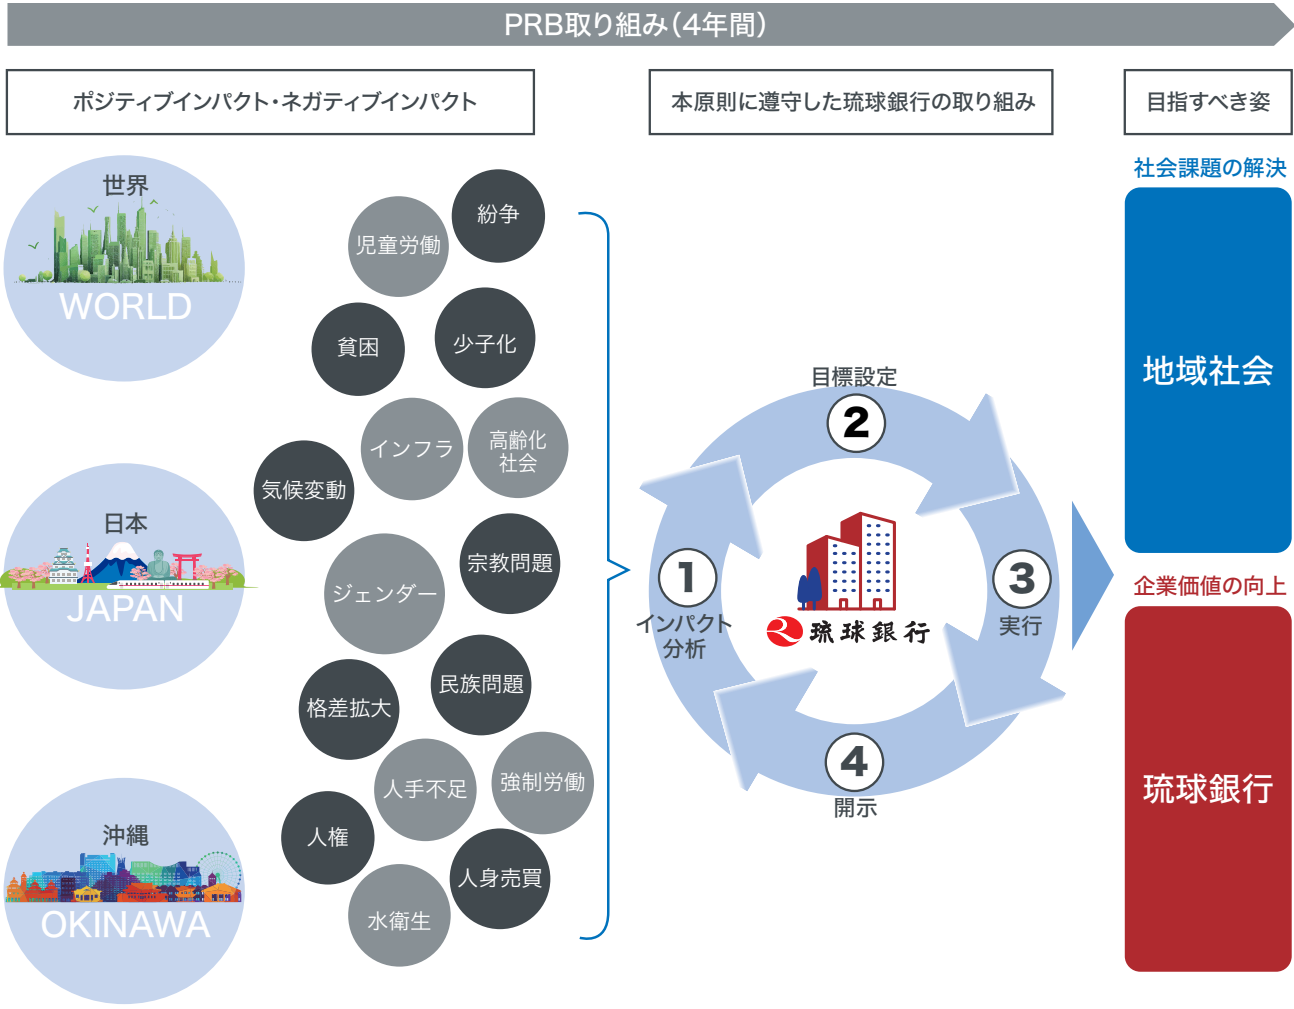 PRB取り組み（4年間）
ポジティブインパクト・ネガティブインパクト
本原則に遵守した琉球銀行の取り組み
目指すべき姿
世界
WORLD
日本
JAPAN
沖縄
OKINAWA
紛争
児童労働
貧困
少子化
インフラ
高齢化
社会
気候変動
宗教問題
ジェンダー
民族問題
格差拡大
人手不足
強制労働
人権
人身売買
水衛生
1
インパクト
分析
目標設定
2
3
実行
4
開示
琉球銀行
社会課題の解決
地域社会
企業価値の向上
琉球銀行